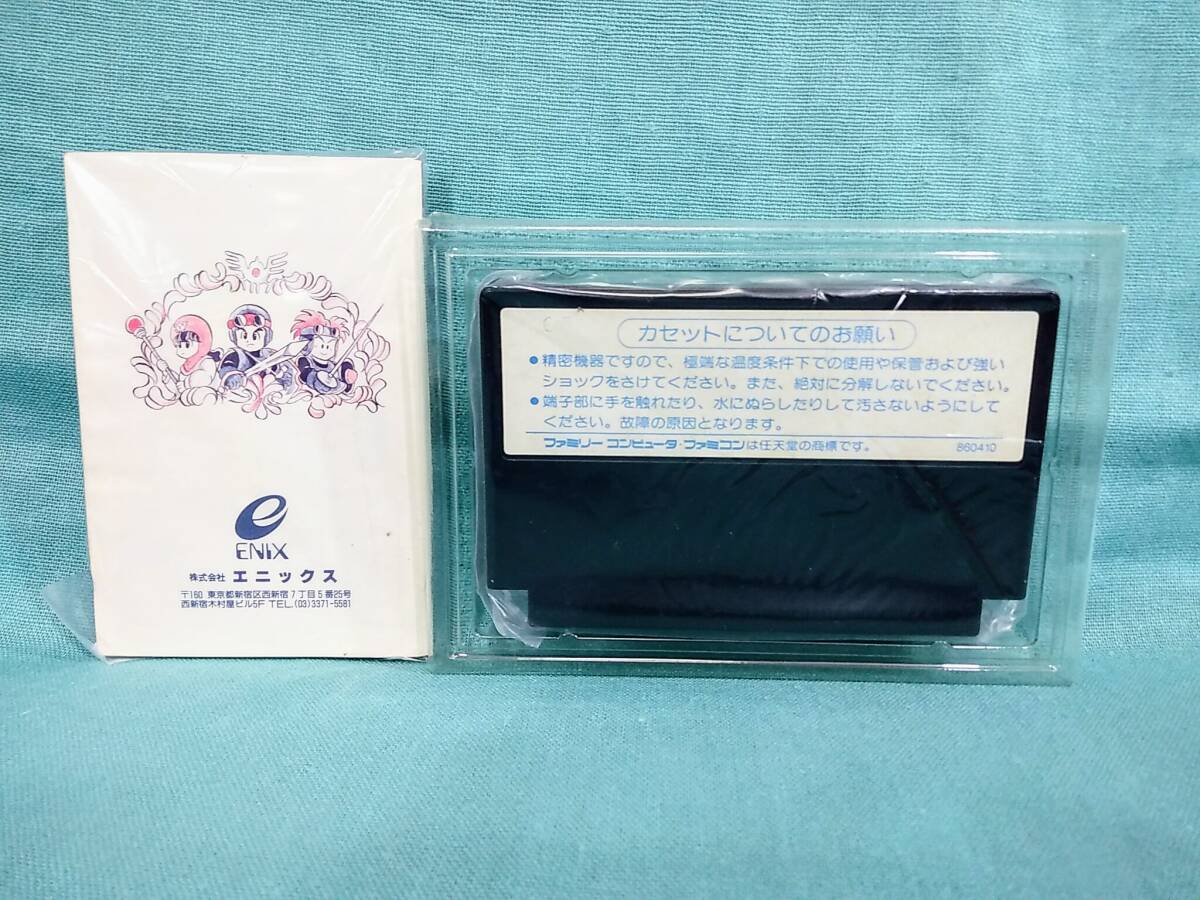 ENIX
株式会社 エニックス
〒160 東京都新宿区西新宿7丁目5番25号
西新宿木村屋ビル5F TEL.(03)3371-5581
カセットについてのお願い
●精密機器ですので、極端な温度条件下での使用や保管および強い
ショックをさけてください。また、絶対に分解しないでください。
●端子部に手を触れたり、水にぬらしたりして汚さないようにして
ください。故障の原因となります。
ファミリーコンピュータ・ファミコンは任天堂の商標です。
860410